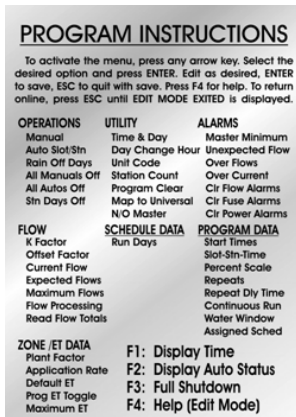 PROGRAM INSTRUCTIONS
To activate the menu, press any arrow key. Select the
desired option and press ENTER. Edit as desired, ENTER
to save, ESC to quit with save. Press F4 for help. To return
online, press ESC until EDIT MODE EXITED is displayed.
OPERATIONS
Manual
Auto Slot/Stn
Rain Off Days
All Manuals Off
All Autos Off
Stn Days Off
UTILITY
Time & Day
Day Change Hour
Unit Code
Station Count
Program Clear
Map to Universal
N/O Master
ALARMS
Master Minimum
Unexpected Flow
Over Flows
Over Current
Clr Flow Alarms
Clr Fuse Alarms
Clr Power Alarms
FLOW
K Factor
Offset Factor
Current Flow
Expected Flows
Maximum Flows
Flow Processing
Read Flow Totals
SCHEDULE DATA
Run Days
PROGRAM DATA
Start Times
Slot-Stn-Time
Percent Scale
Repeats
Repeat Dly Time
Continuous Run
Water Window
Assigned Sched
ZONE /ET DATA
Plant Factor
Application Rate
Default ET
Prog ET Toggle
Maximum ET
F1: Display Time
F2: Display Auto Status
F3: Full Shutdown
F4: Help (Edit Mode)